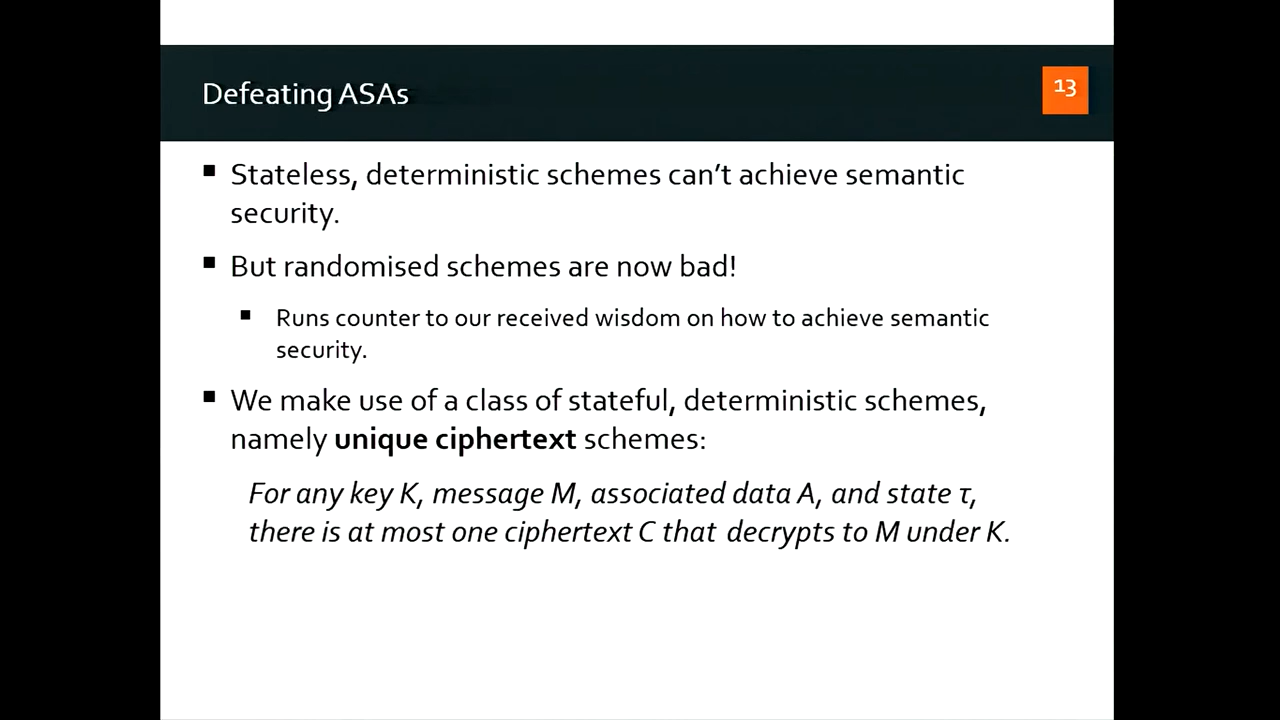 Defeating ASAs
13
Stateless, deterministic schemes can't achieve semantic
security.
But randomised schemes are now bad!
Runs counter to our received wisdom on how to achieve semantic
security.
We make use of a class of stateful, deterministic schemes,
namely unique ciphertext schemes:
For any key K, message M, associated data A, and state τ,
there is at most one ciphertext C that decrypts to M under K.